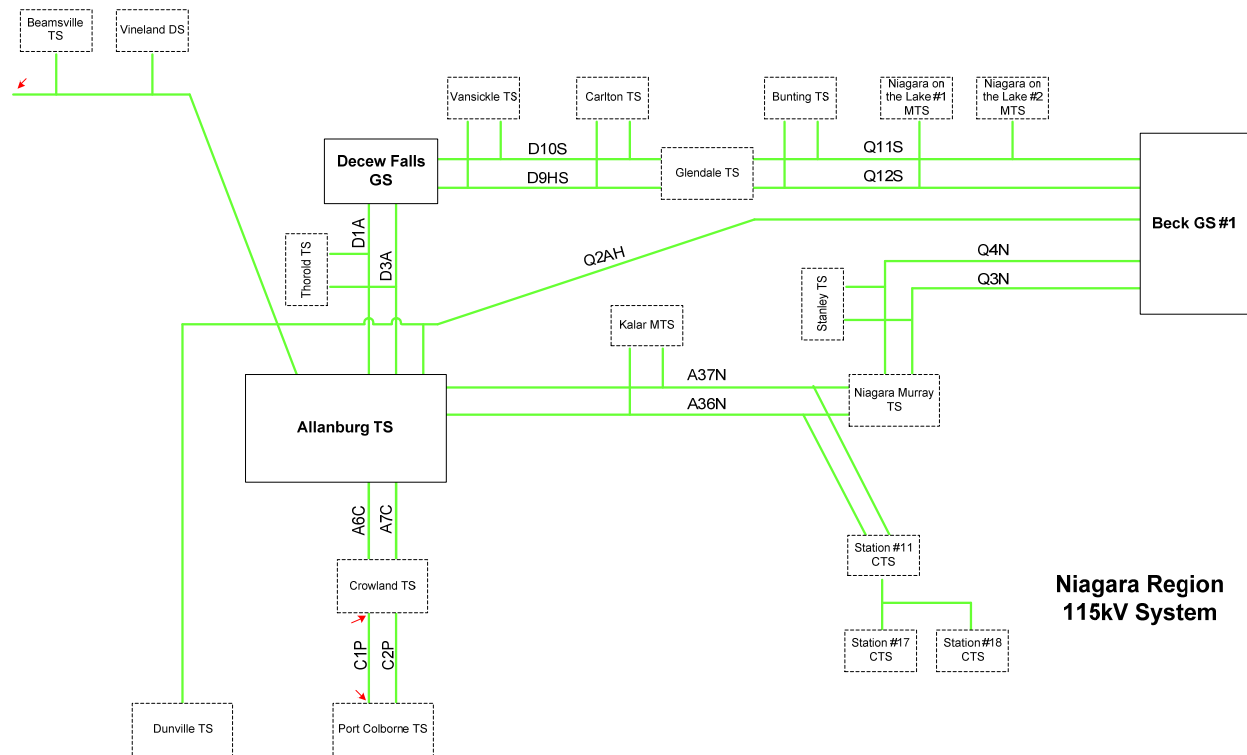 Beamsville
TS
Vineland DS
Vansickle TS
Carlton TS
Bunting TS
Niagara on
the Lake #1
MTS
Niagara
on the Lake #2
MTS
Decew Falls
GS
D10S
D9HS
Glendale TS
Q11S
Q12S
Beck GS #1
D1A
D3A
Thorold TS
Q2AH
Q4N
Q3N
Stanley TS
Kalar MTS
A37N
A36N
Niagara Murray
TS
Allanburg TS
A6C
A7C
Station #11
CTS
Crowland TS
Niagara Region
115kV System
C1P
C2P
Station #17
CTS
Station #18
CTS
Dunville TS
Port Colborne TS